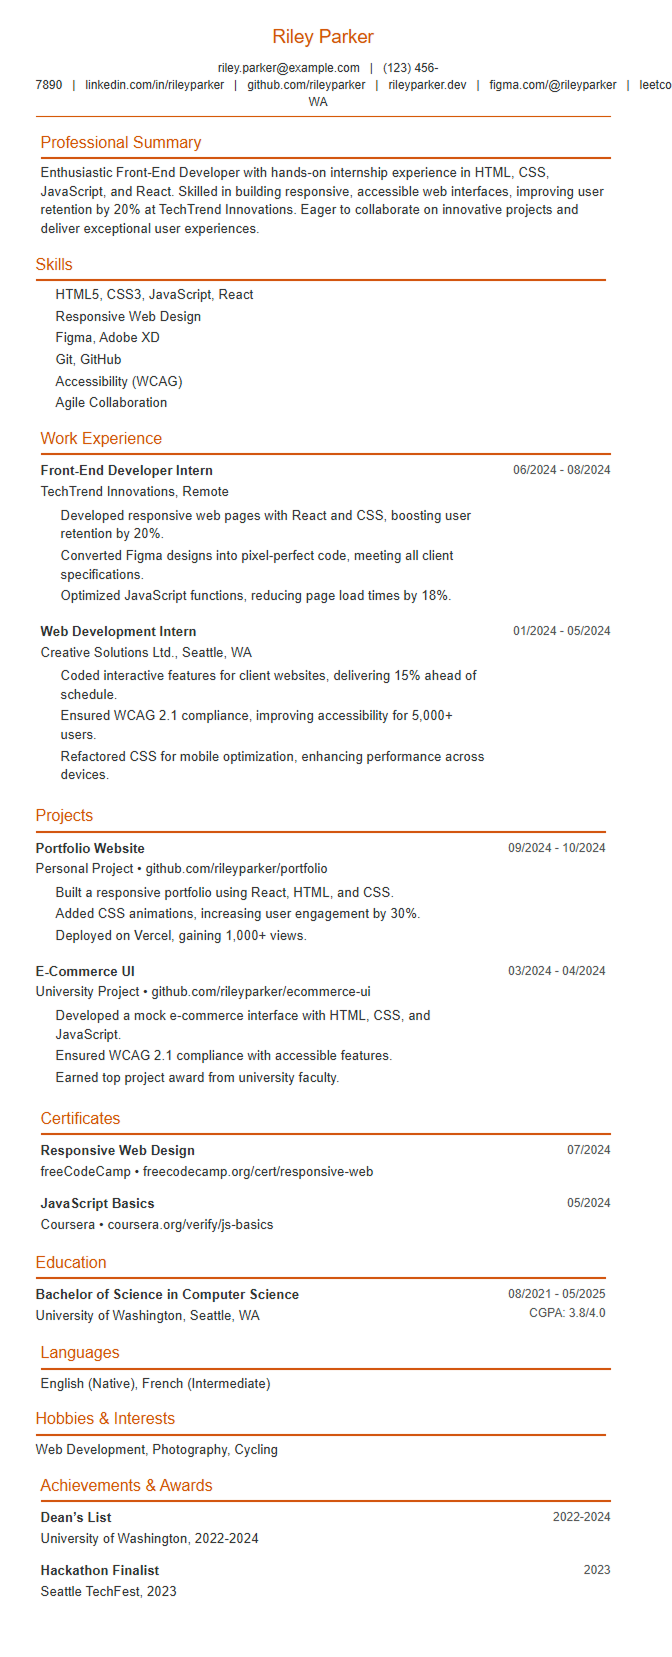 Riley Parker
riley.parker@example.com | (123) 456-
7890 | linkedin.com/in/rileyparker | github.com/rileyparker | rileyparker.dev | figma.com/@rileyparker | leetco
WA
Professional Summary
Enthusiastic Front-End Developer with hands-on internship experience in HTML, CSS,
JavaScript, and React. Skilled in building responsive, accessible web interfaces, improving user
retention by 20% at TechTrend Innovations. Eager to collaborate on innovative projects and
deliver exceptional user experiences.
Skills
HTML5, CSS3, JavaScript, React
Responsive Web Design
Figma, Adobe XD
Git, GitHub
Accessibility (WCAG)
Agile Collaboration
Work Experience
Front-End Developer Intern 06/2024 - 08/2024
TechTrend Innovations, Remote
Developed responsive web pages with React and CSS, boosting user
retention by 20%.
Converted Figma designs into pixel-perfect code, meeting all client
specifications.
Optimized JavaScript functions, reducing page load times by 18%.
Web Development Intern 01/2024 - 05/2024
Creative Solutions Ltd., Seattle, WA
Coded interactive features for client websites, delivering 15% ahead of
schedule.
Ensured WCAG 2.1 compliance, improving accessibility for 5,000+
users.
Refactored CSS for mobile optimization, enhancing performance across
devices.
Projects
Portfolio Website 09/2024 - 10/2024
Personal Project • github.com/rileyparker/portfolio
Built a responsive portfolio using React, HTML, and CSS.
Added CSS animations, increasing user engagement by 30%.
Deployed on Vercel, gaining 1,000+ views.
E-Commerce UI 03/2024 - 04/2024
University Project • github.com/rileyparker/ecommerce-ui
Developed a mock e-commerce interface with HTML, CSS, and
JavaScript.
Ensured WCAG 2.1 compliance with accessible features.
Earned top project award from university faculty.
Certificates
Responsive Web Design 07/2024
freeCodeCamp • freecodecamp.org/cert/responsive-web
JavaScript Basics 05/2024
Coursera • coursera.org/verify/js-basics
Education
Bachelor of Science in Computer Science 08/2021 - 05/2025
University of Washington, Seattle, WA CGPA: 3.8/4.0
Languages
English (Native), French (Intermediate)
Hobbies & Interests
Web Development, Photography, Cycling
Achievements & Awards
Dean’s List 2022-2024
University of Washington, 2022-2024
Hackathon Finalist 2023
Seattle TechFest, 2023